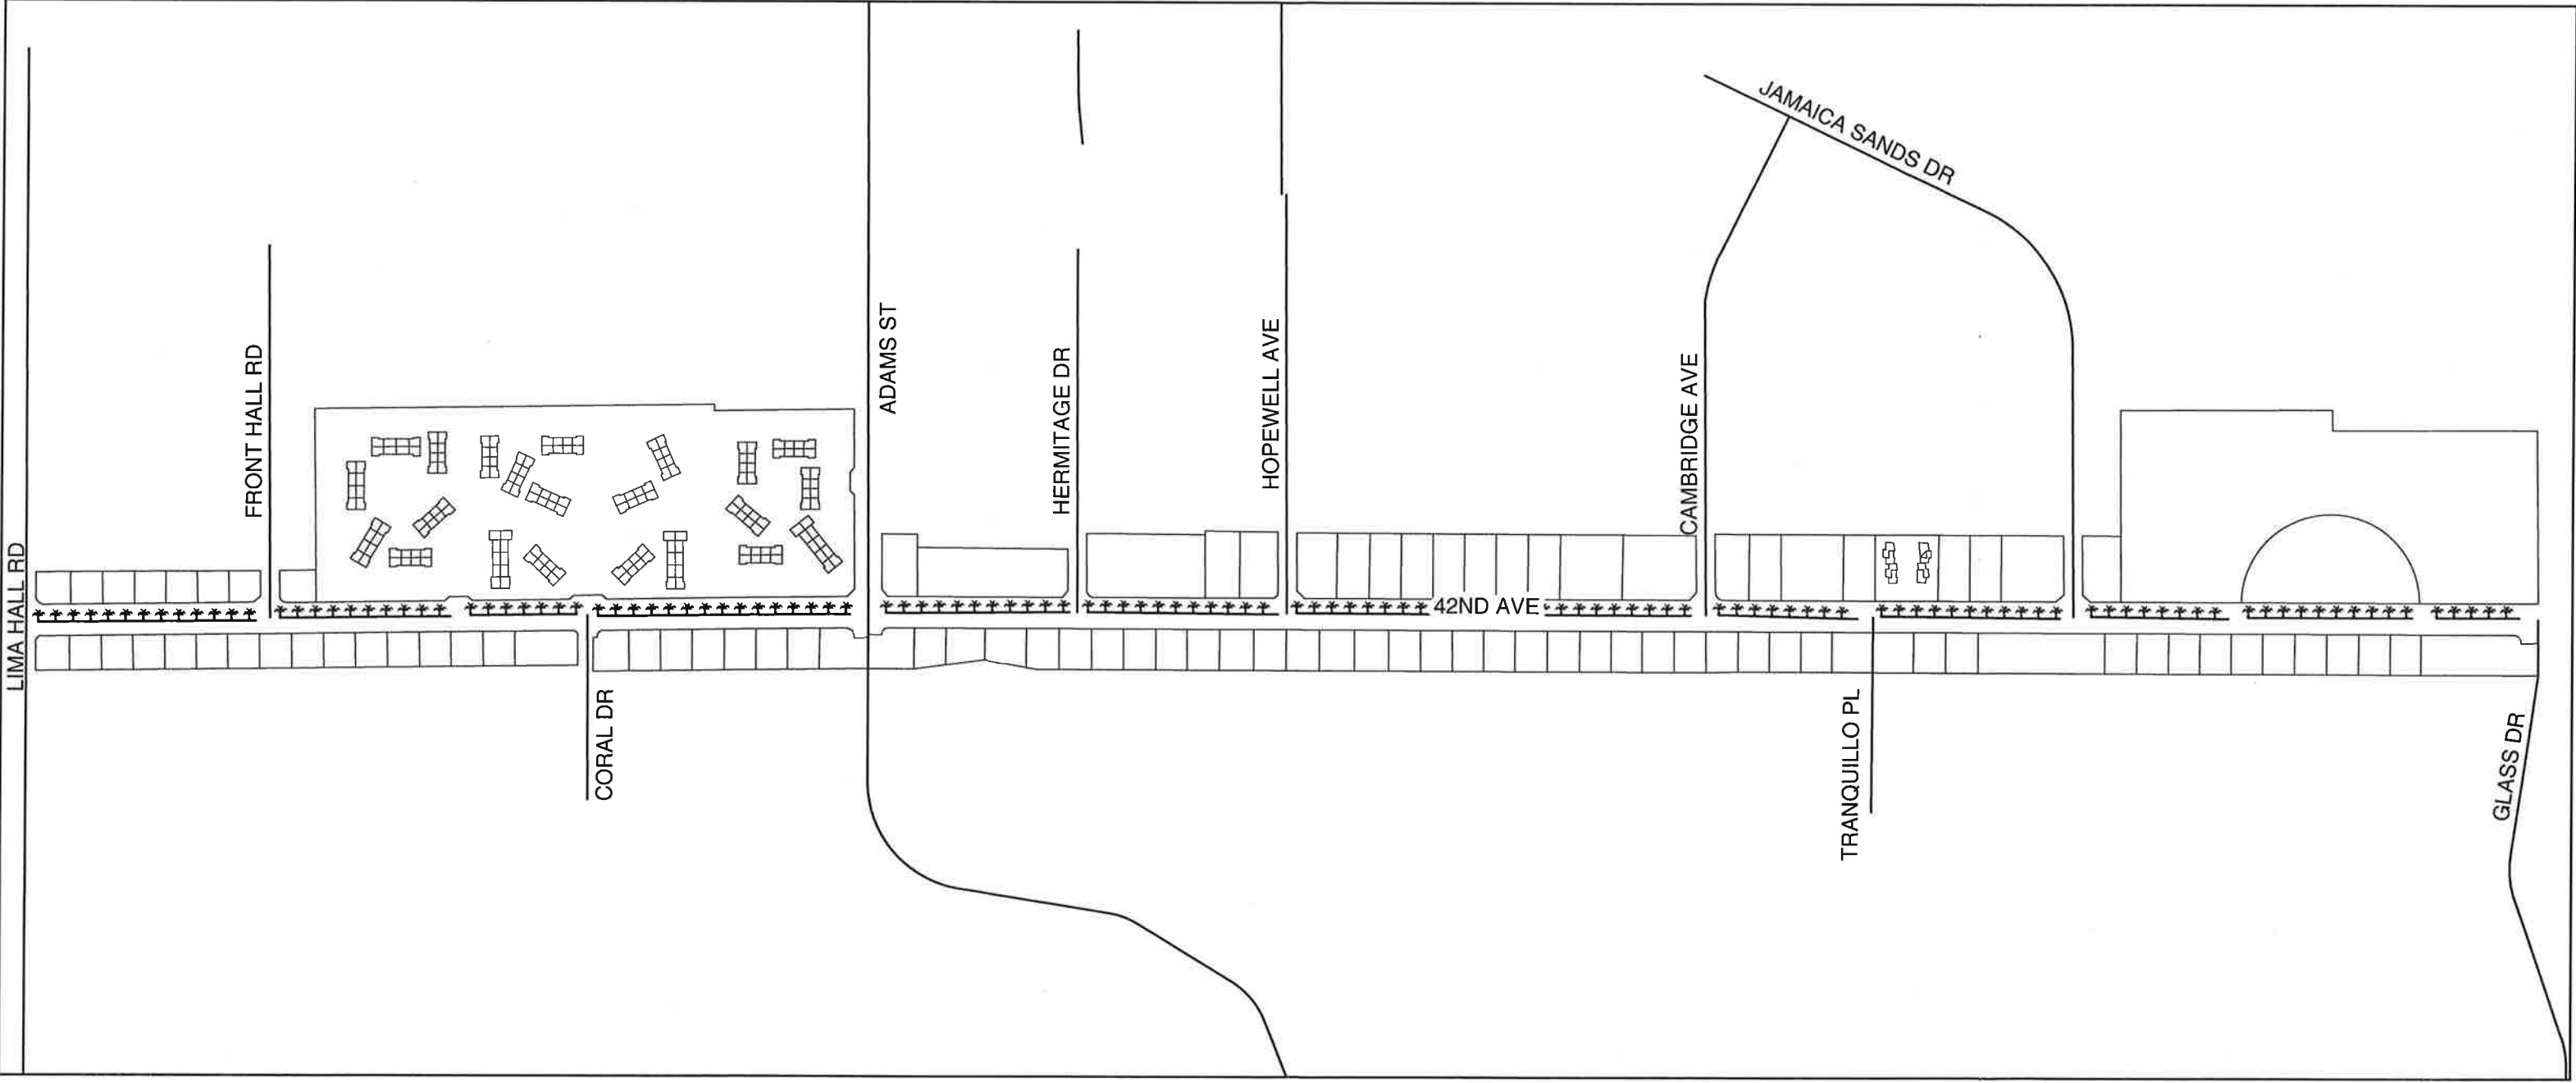 LIMA HALL RD
FRONT HALL RD
CORAL DR
ADAMS ST
HERMITAGE DR
HOPEWELL AVE
42ND AVE
CAMBRIDGE AVE
JAMAICA SANDS DR
TRANQUILLO PL
GLASS DR